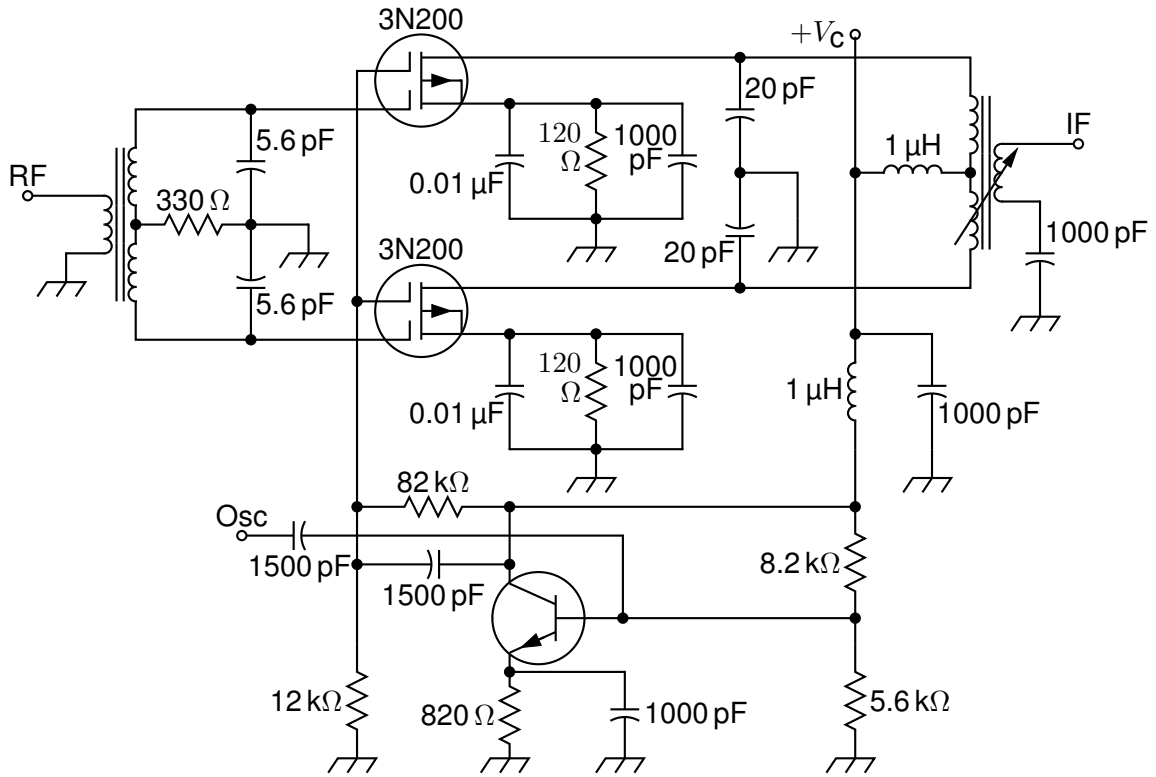 3N200
+V_C
20 pF
5.6 pF
120
Ω
1000
pF
IF
1 µH
RF
330 Ω
0.01 µF
1000 pF
3N200
20 pF
5.6 pF
120
Ω
1000
pF
1 µH
0.01 µF
1000 pF
82 kΩ
Osc
1500 pF
8.2 kΩ
1500 pF
12 kΩ
820 Ω
1000 pF
5.6 kΩ